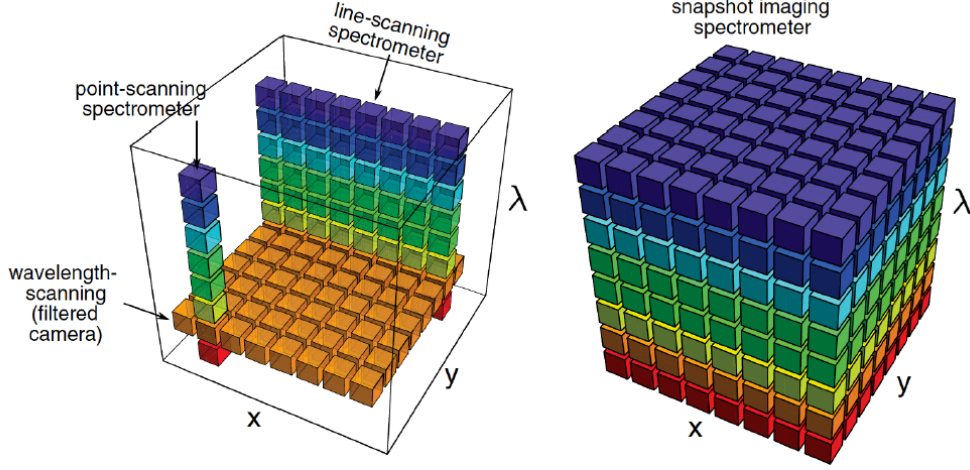 line-scanning
spectrometer
point-scanning
spectrometer
λ
wavelength-
scanning
(filtered
camera)
y
x
snapshot imaging
spectrometer
λ
y
x